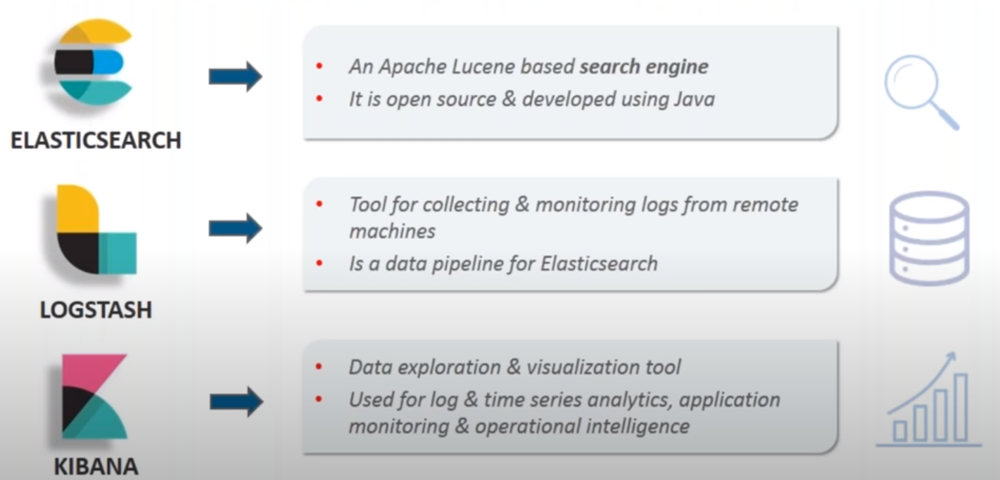 ELASTICSEARCH
• An Apache Lucene based search engine
• It is open source & developed using Java
LOGSTASH
• Tool for collecting & monitoring logs from remote
machines
• Is a data pipeline for Elasticsearch
KIBANA
• Data exploration & visualization tool
• Used for log & time series analytics, application
monitoring & operational intelligence